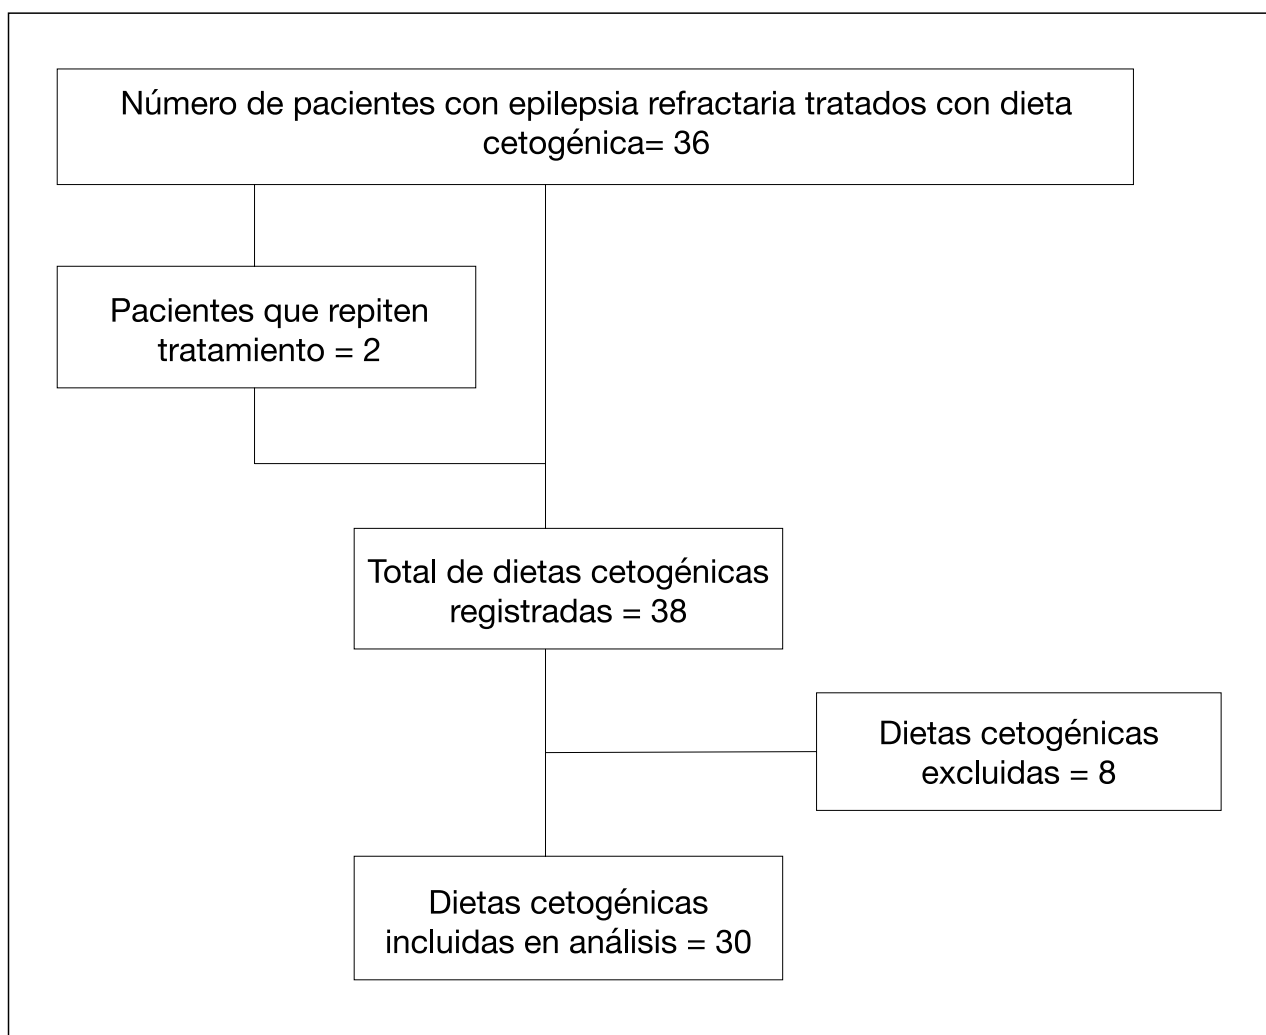 Número de pacientes con epilepsia refractaria tratados con dieta
cetogénica= 36
Pacientes que repiten
tratamiento = 2
Total de dietas cetogénicas
registradas = 38
Dietas cetogénicas
excluidas = 8
Dietas cetogénicas
incluidas en análisis = 30